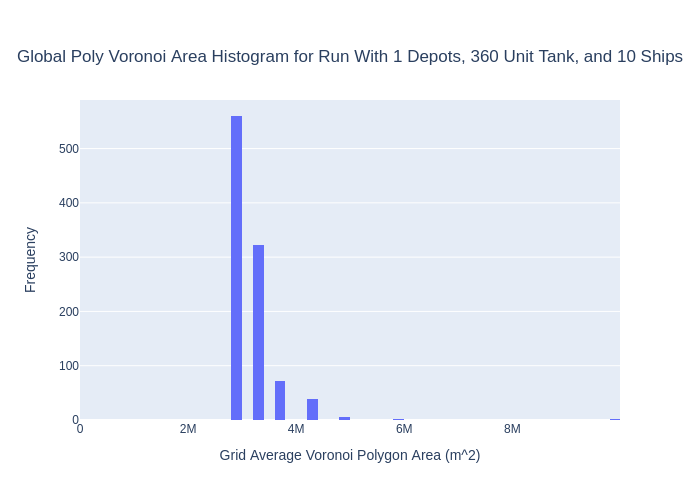 Global Poly Voronoi Area Histogram for Run With 1 Depots, 360 Unit Tank, and 10 Ships
500
400
300
200
100
0
Frequency
0 2M 4M 6M 8M
Grid Average Voronoi Polygon Area (m^2)